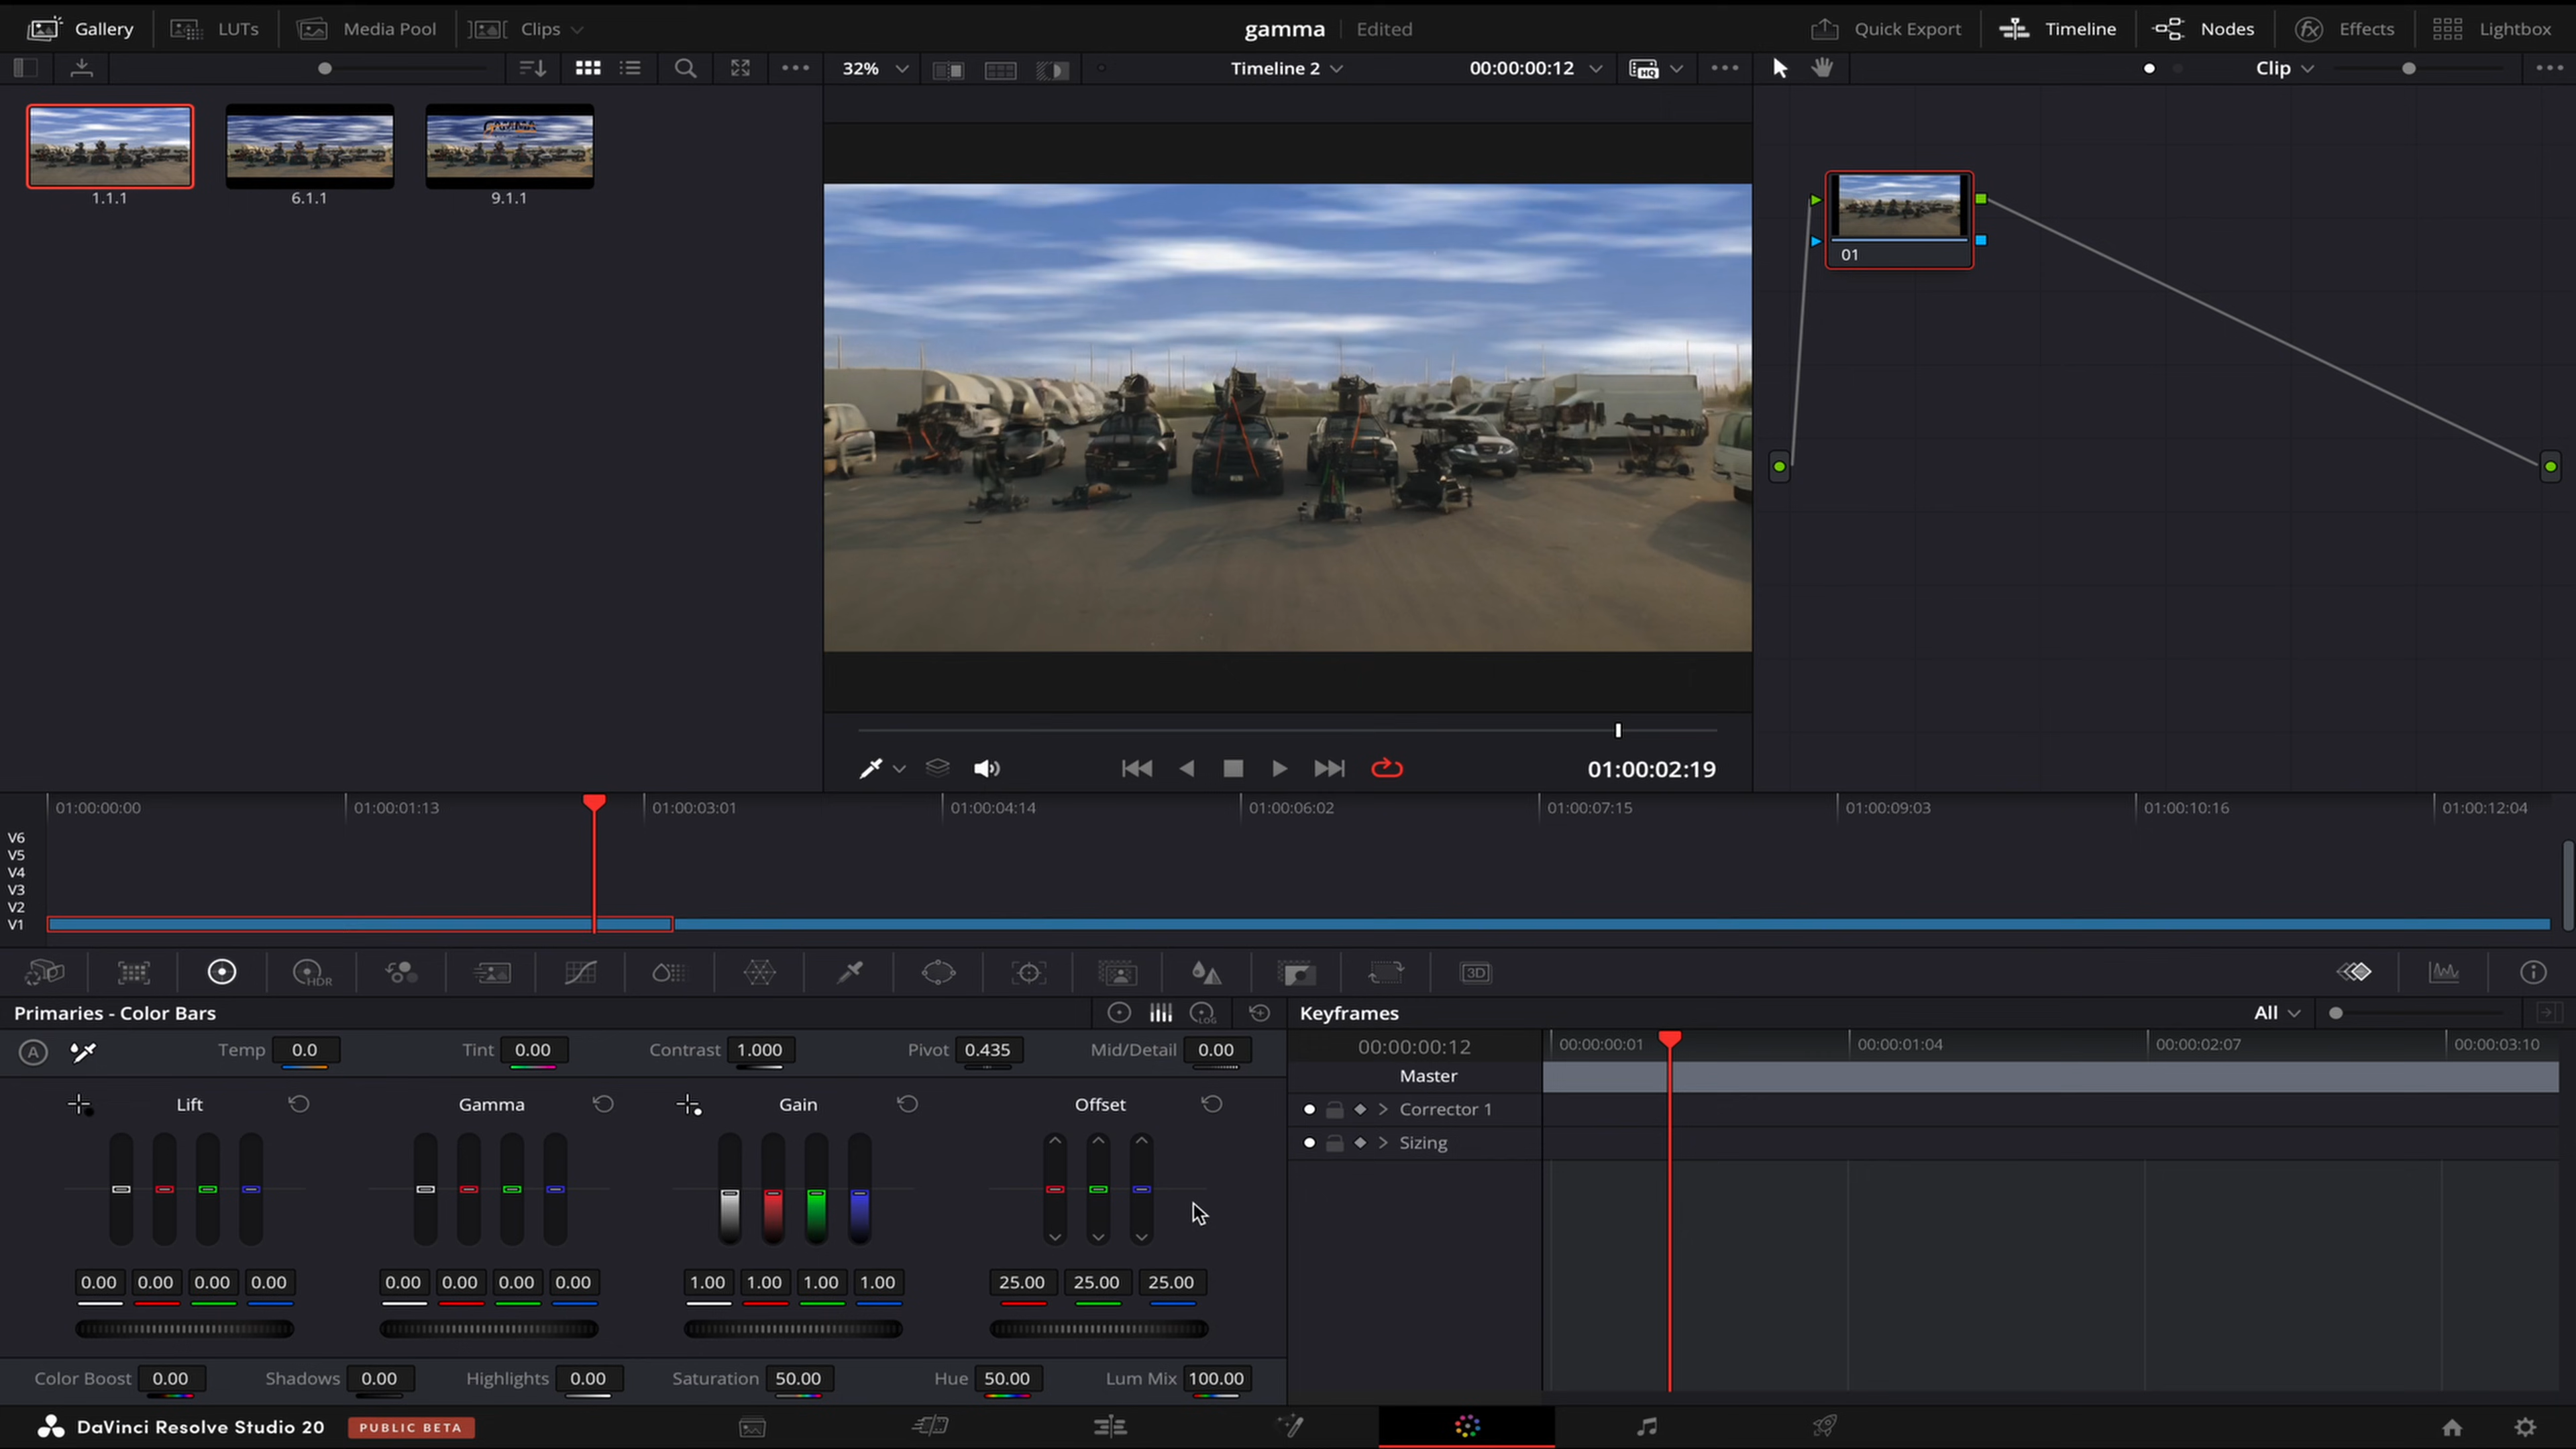 Gallery LUTs Media Pool Clips gamma Edited Quick Export Timeline Nodes Effects Lightbox
32% Timeline 2 00:00:00:12 HQ Clip
1.1.1 6.1.1 9.1.1
01
01:00:02:19
01:00:00:00 01:00:01:13 01:00:03:01 01:00:04:14 01:00:06:02 01:00:07:15 01:00:09:03 01:00:10:16 01:00:12:04
V6
V5
V4
V3
V2
V1
HDR 3D
Primaries - Color Bars LOG Keyframes All
A Temp 0.0 Tint 0.00 Contrast 1.000 Pivot 0.435 Mid/Detail 0.00
00:00:00:12 00:00:00:01 00:00:01:04 00:00:02:07 00:00:03:10
Master
Lift Gamma Gain Offset
Corrector 1
Sizing
0.00 0.00 0.00 0.00 0.00 0.00 0.00 0.00 1.00 1.00 1.00 1.00 25.00 25.00 25.00
Color Boost 0.00 Shadows 0.00 Highlights 0.00 Saturation 50.00 Hue 50.00 Lum Mix 100.00
DaVinci Resolve Studio 20 PUBLIC BETA